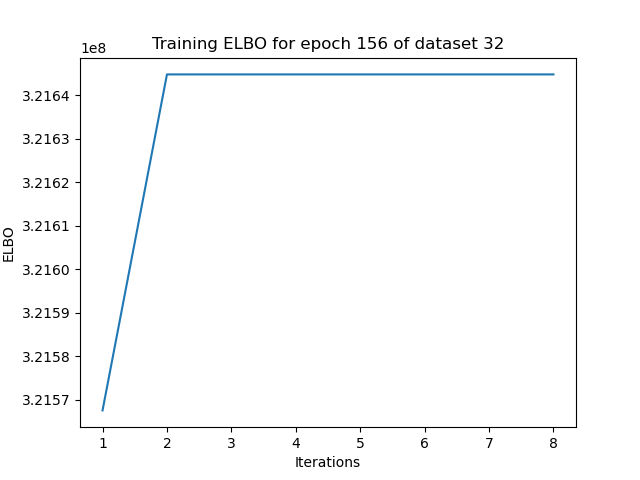 Training ELBO for epoch 156 of dataset 32
1e8
3.2164
3.2163
3.2162
3.2161
3.2160
3.2159
3.2158
3.2157
ELBO
1 2 3 4 5 6 7 8
Iterations